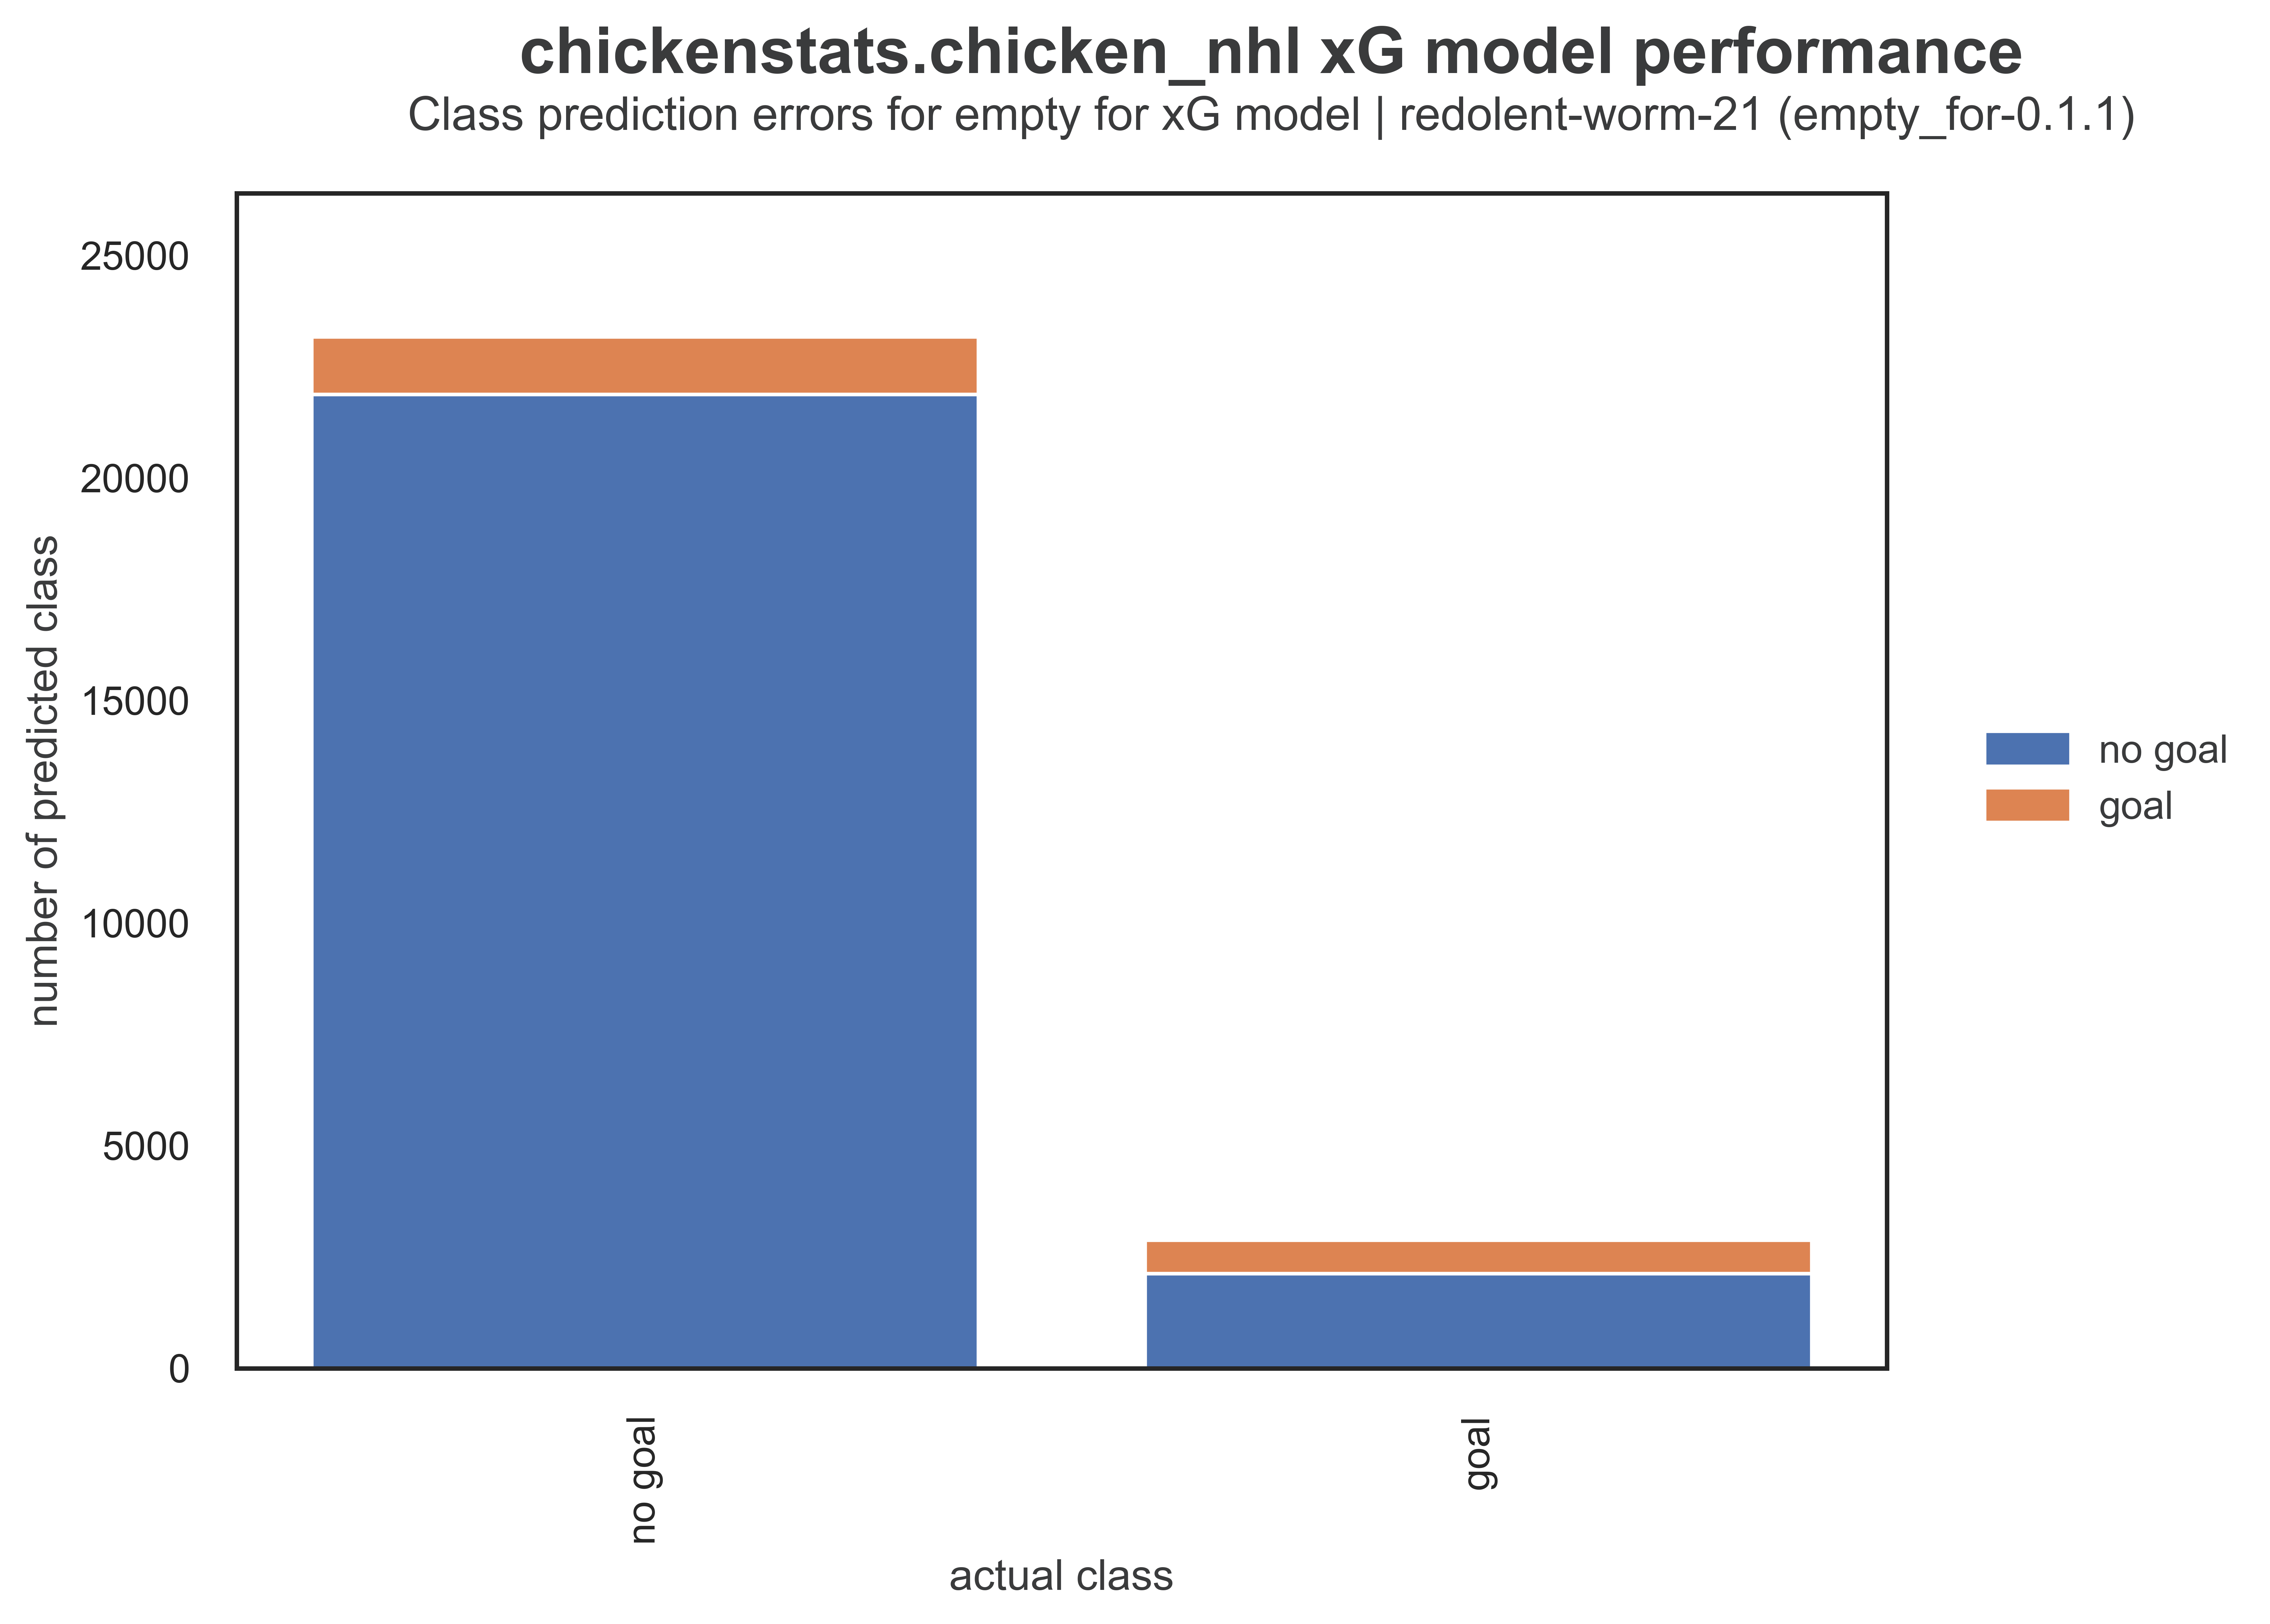 chickenstats.chicken_nhl xG model performance
Class prediction errors for empty for xG model | redolent-worm-21 (empty_for-0.1.1)
25000
20000
15000
10000
5000
0
number of predicted class
no goal
goal
no goal
goal
actual class